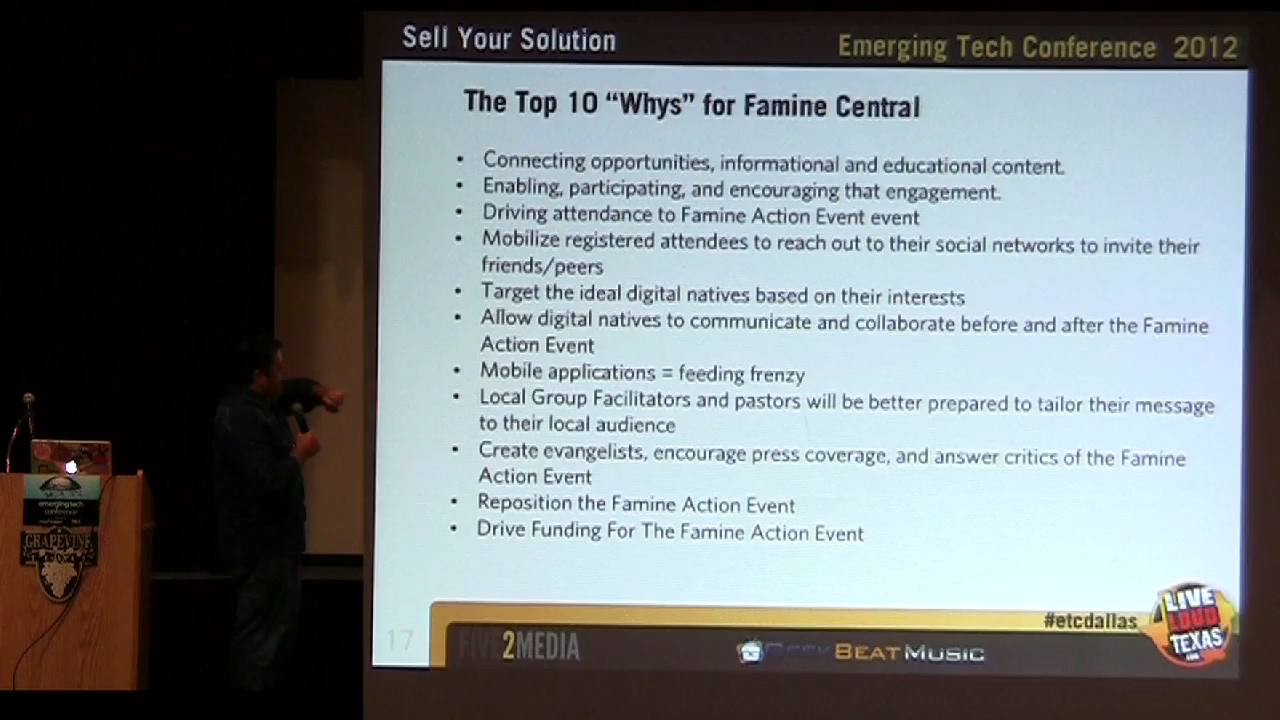 Sell Your Solution
Emerging Tech Conference 2012
The Top 10 “Whys” for Famine Central
• Connecting opportunities, informational and educational content.
• Enabling, participating, and encouraging that engagement.
• Driving attendance to Famine Action Event event
• Mobilize registered attendees to reach out to their social networks to invite their
friends/peers
• Target the ideal digital natives based on their interests
• Allow digital natives to communicate and collaborate before and after the Famine
Action Event
• Mobile applications = feeding frenzy
• Local Group Facilitators and pastors will be better prepared to tailor their message
to their local audience
• Create evangelists, encourage press coverage, and answer critics of the Famine
Action Event
• Reposition the Famine Action Event
• Drive Funding For The Famine Action Event
#etcdallas
LIVE
LOUD
TEXAS
17
FIVE2MEDIA
GEEKBEATMUSIC
emerging tech
conference
GRAPEVINE